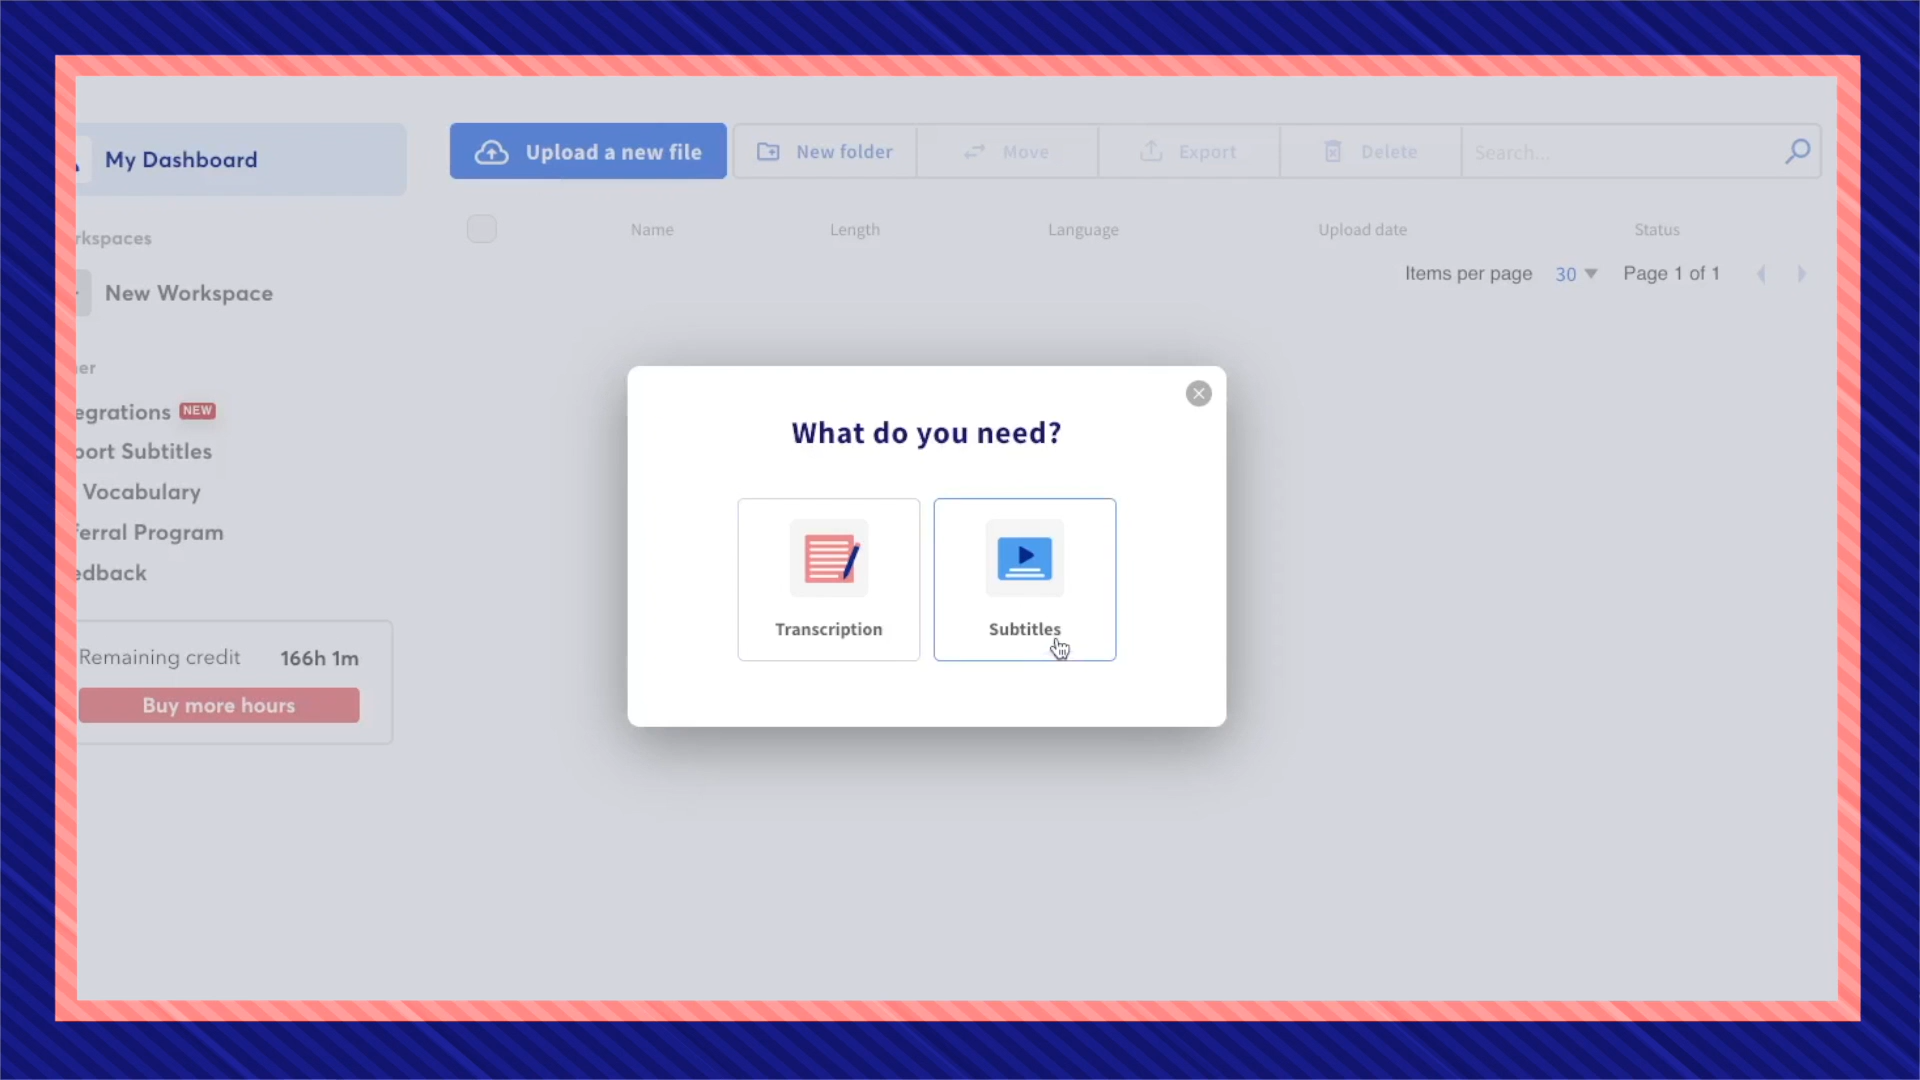 My Dashboard
Upload a new file
New folder
Move
Export
Delete
Search...
rkspaces
Name
Length
Language
Upload date
Status
Items per page
30
Page 1 of 1
New Workspace
er
egrations
NEW
port Subtitles
Vocabulary
ferral Program
edback
Remaining credit
166h 1m
Buy more hours
What do you need?
Transcription
Subtitles